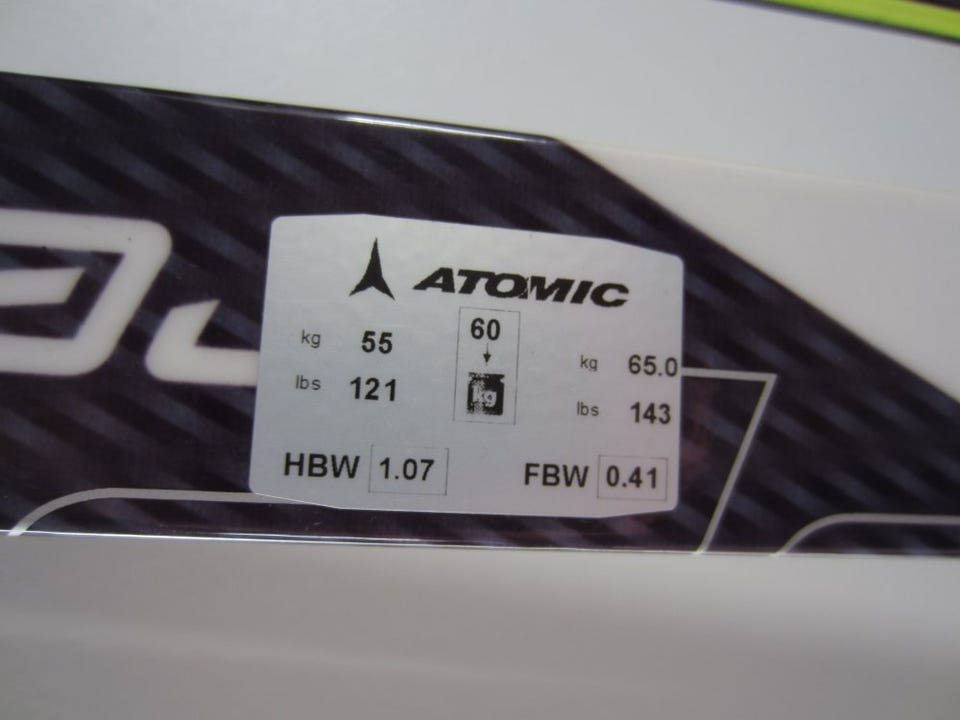 ATOMIC
kg 55 60 kg 65.0
lbs 121 kg lbs 143
HBW 1.07 FBW 0.41